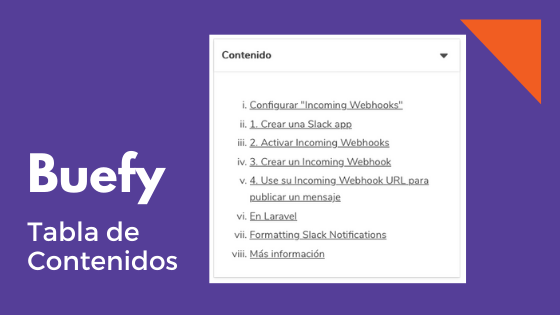 Buefy
Tabla de
Contenidos
Contenido
i. Configurar "Incoming Webhooks"
ii. 1. Crear una Slack app
iii. 2. Activar Incoming Webhooks
iv. 3. Crear un Incoming Webhook
v. 4. Use su Incoming Webhook URL para
publicar un mensaje
vi. En Laravel
vii. Formatting Slack Notifications
viii. Más información